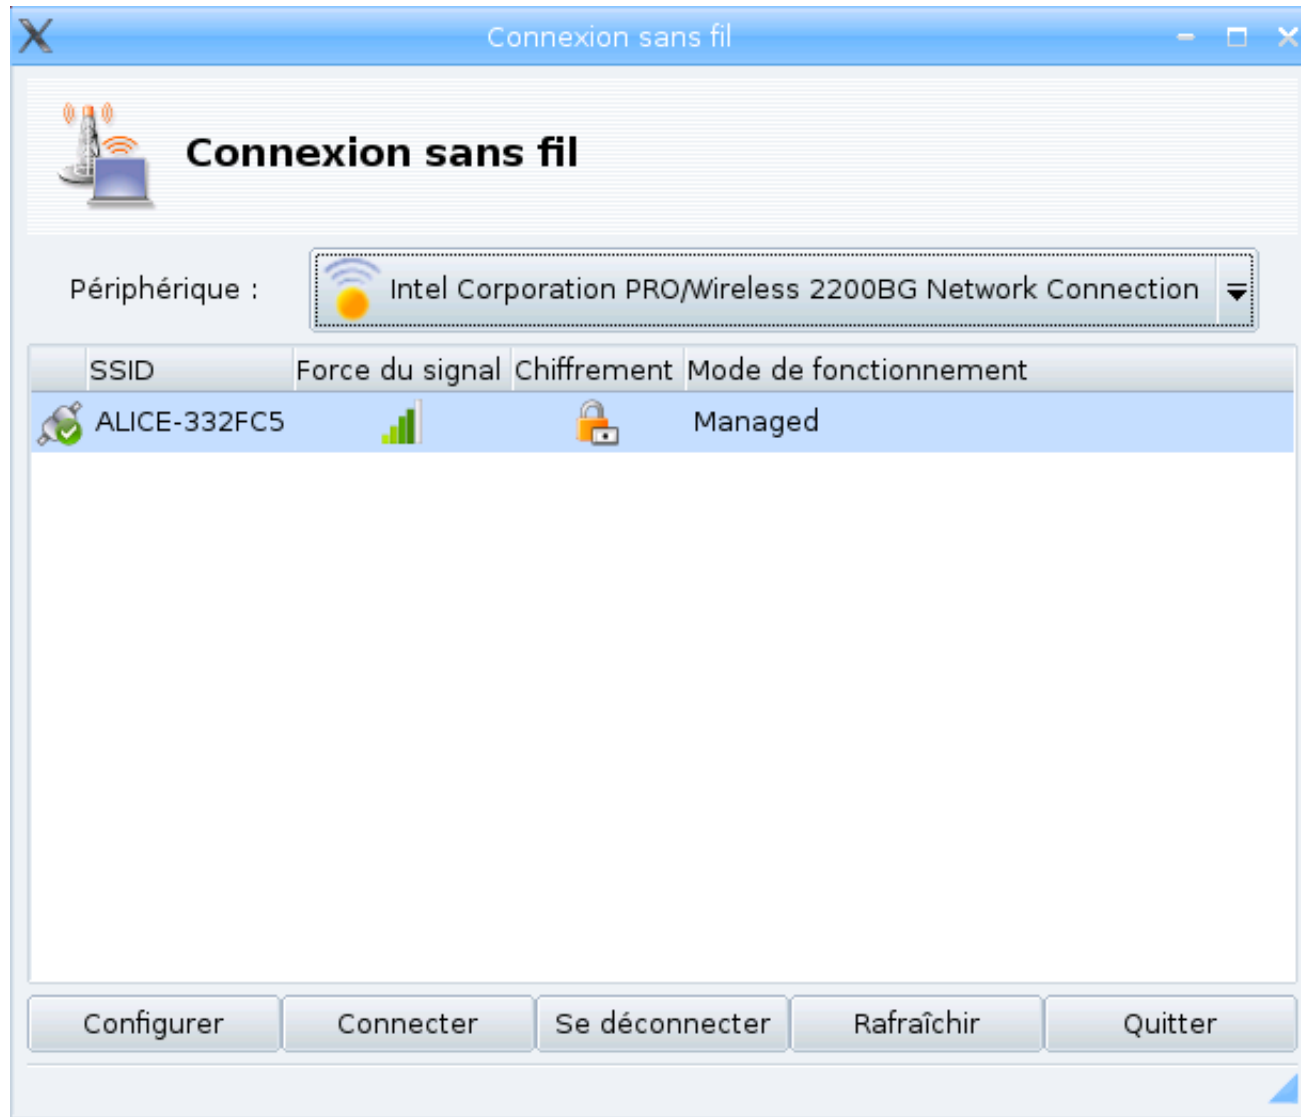 Connexion sans fil
Connexion sans fil
Périphérique : Intel Corporation PRO/Wireless 2200BG Network Connection
SSID Force du signal Chiffrement Mode de fonctionnement
ALICE-332FC5 Managed
Configurer Connecter Se déconnecter Rafraîchir Quitter